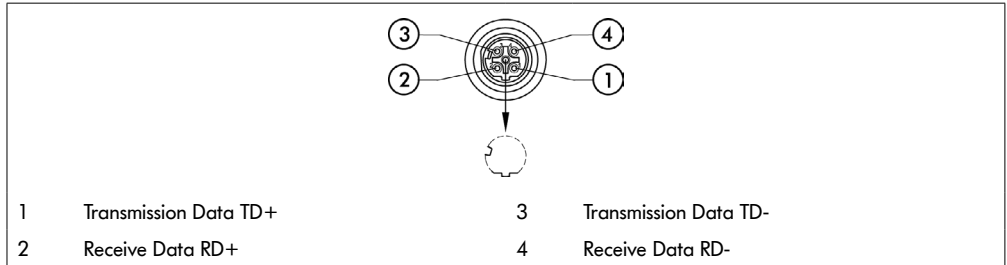 3 4
2 1
1 Transmission Data TD+ 3 Transmission Data TD-
2 Receive Data RD+ 4 Receive Data RD-